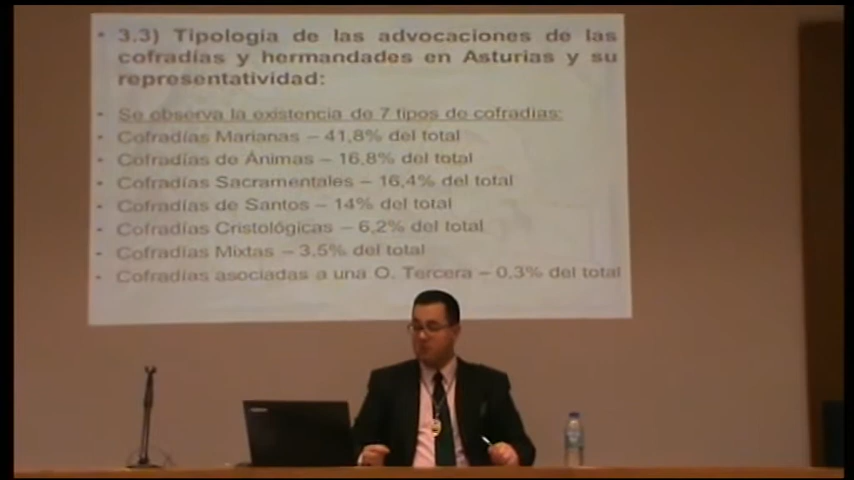 • 3.3) Tipología de las advocaciones de las
cofradías y hermandades en Asturias y su
representatividad:
• Se observa la existencia de 7 tipos de cofradías:
• Cofradías Marianas – 41,8% del total
• Cofradías de Ánimas – 16,8% del total
• Cofradías Sacramentales – 16,4% del total
• Cofradías de Santos – 14% del total
• Cofradías Cristológicas – 6,2% del total
• Cofradías Mixtas – 3,5% del total
• Cofradías asociadas a una O. Tercera – 0,3% del total